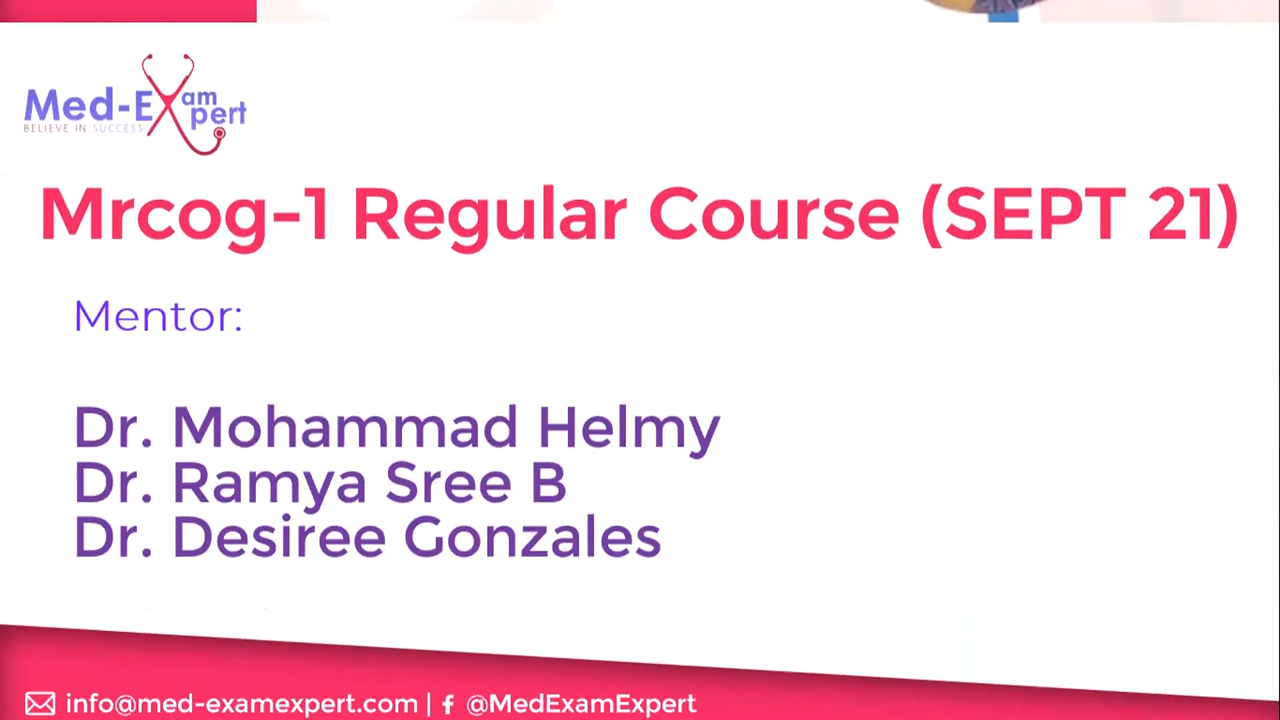 Med-Exam Expert
BELIEVE IN SUCCESS
Mrcog-1 Regular Course (SEPT 21)
Mentor:
Dr. Mohammad Helmy
Dr. Ramya Sree B
Dr. Desiree Gonzales
info@med-examexpert.com | f @MedExamExpert